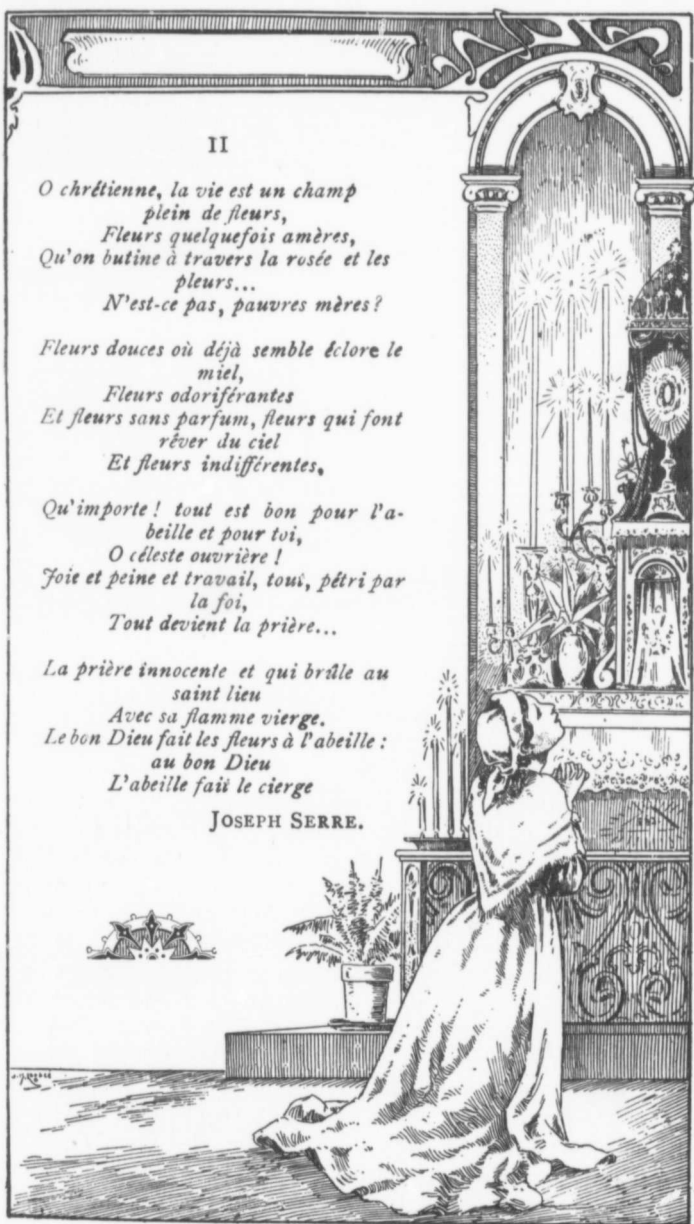 II
O chrétienne, la vie est un champ
plein de fleurs,
Fleurs quelquefois amères,
Qu'on butine à travers la rosée et les
pleurs...
N'est-ce pas, pauvres mères ?
Fleurs douces où déjà semble éclore le
miel,
Fleurs odoriférantes
Et fleurs sans parfum, fleurs qui font
rêver du ciel
Et fleurs indifférentes,
Qu'importe ! tout est bon pour l'a-
beille et pour toi,
O céleste ouvrière !
Joie et peine et travail, tout, pétri par
la foi,
Tout devient la prière...
La prière innocente et qui brûle au
saint lieu
Avec sa flamme vierge.
Le bon Dieu fait les fleurs à l'abeille :
au bon Dieu
L'abeille fait le cierge
JOSEPH SERRE.